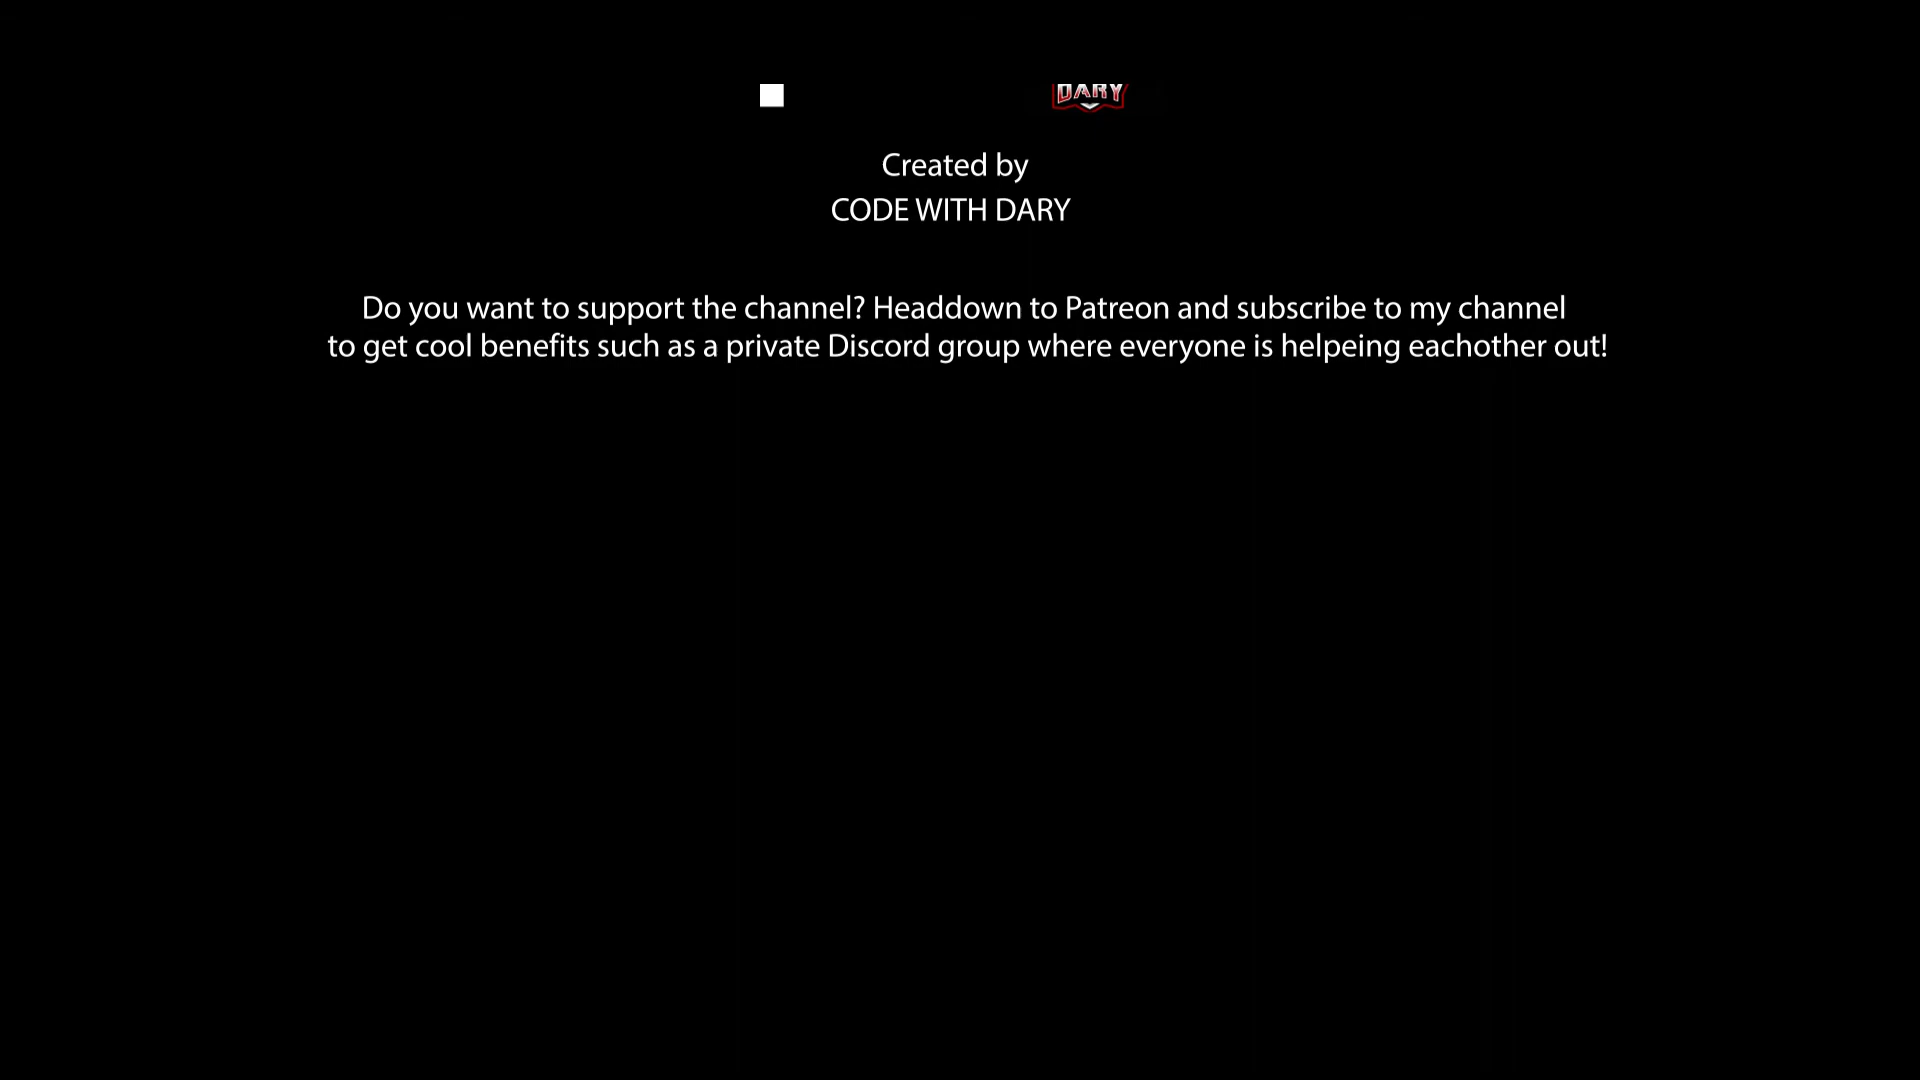 DARY
Created by
CODE WITH DARY
Do you want to support the channel? Headdown to Patreon and subscribe to my channel
to get cool benefits such as a private Discord group where everyone is helpeing eachother out!